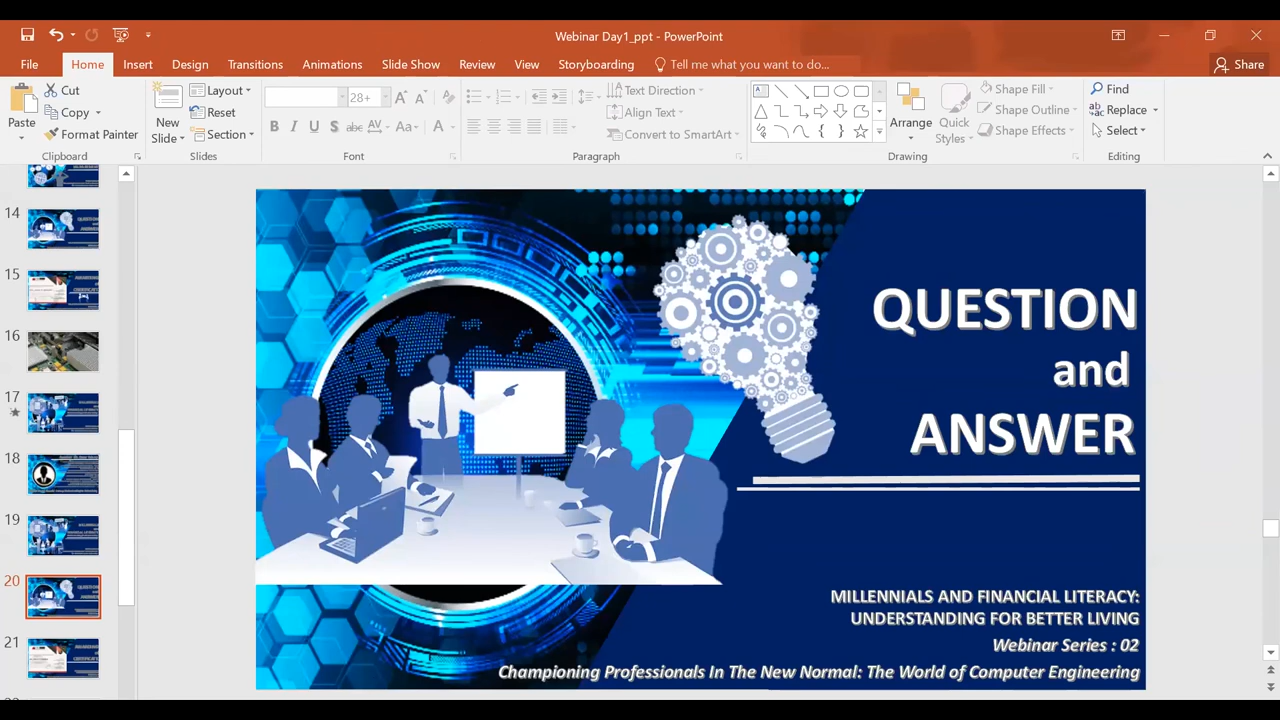 Webinar Day1_ppt - PowerPoint
File Home Insert Design Transitions Animations Slide Show Review View Storyboarding Tell me what you want to do... Share
Cut
Copy
Format Painter
Paste
Clipboard
New
Slide
Layout
Reset
Section
Slides
28+
Font
Text Direction
Align Text
Convert to SmartArt
Paragraph
Arrange
Quick
Styles
Shape Fill
Shape Outline
Shape Effects
Drawing
Find
Replace
Select
Editing
14
15
16
17
18
19
20
21
QUESTION
and
ANSWER
MILLENNIALS AND FINANCIAL LITERACY:
UNDERSTANDING FOR BETTER LIVING
Webinar Series : 02
Championing Professionals In The New Normal: The World of Computer Engineering